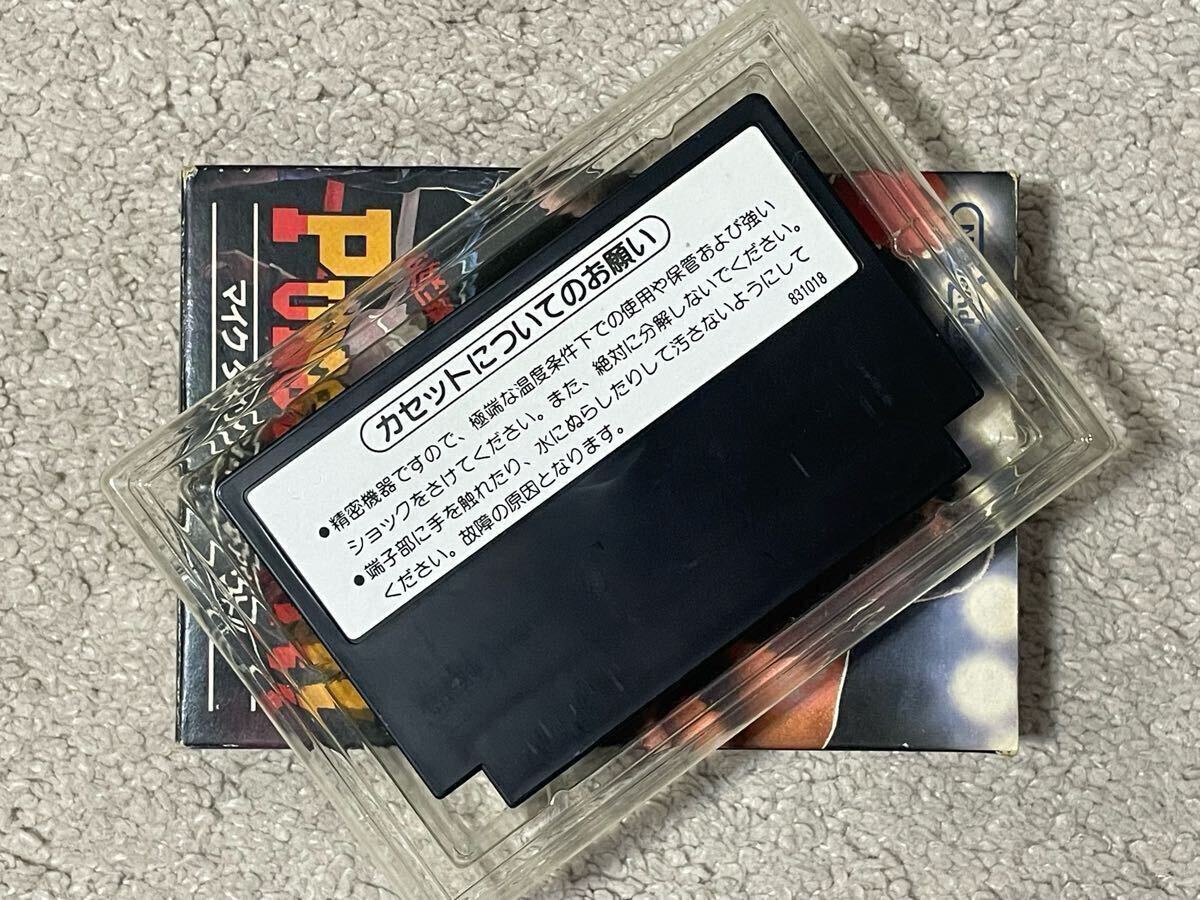 カセットについてのお願い
●精密機器ですので、極端な温度条件下での使用や保管および強い
ショックをさけてください。また、絶対に分解しないでください。
●端子部に手を触れたり、水にぬらしたりして汚さないようにして
ください。故障の原因となります。
831018
マイク